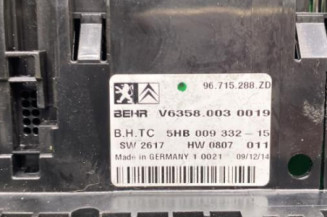 96.715.288.ZD
BEHR V6358.003 0019
B.H.TC 5HB 009 332-15
SW 2617 HW 0807 011
Made in GERMANY 1 0021 09/12/14